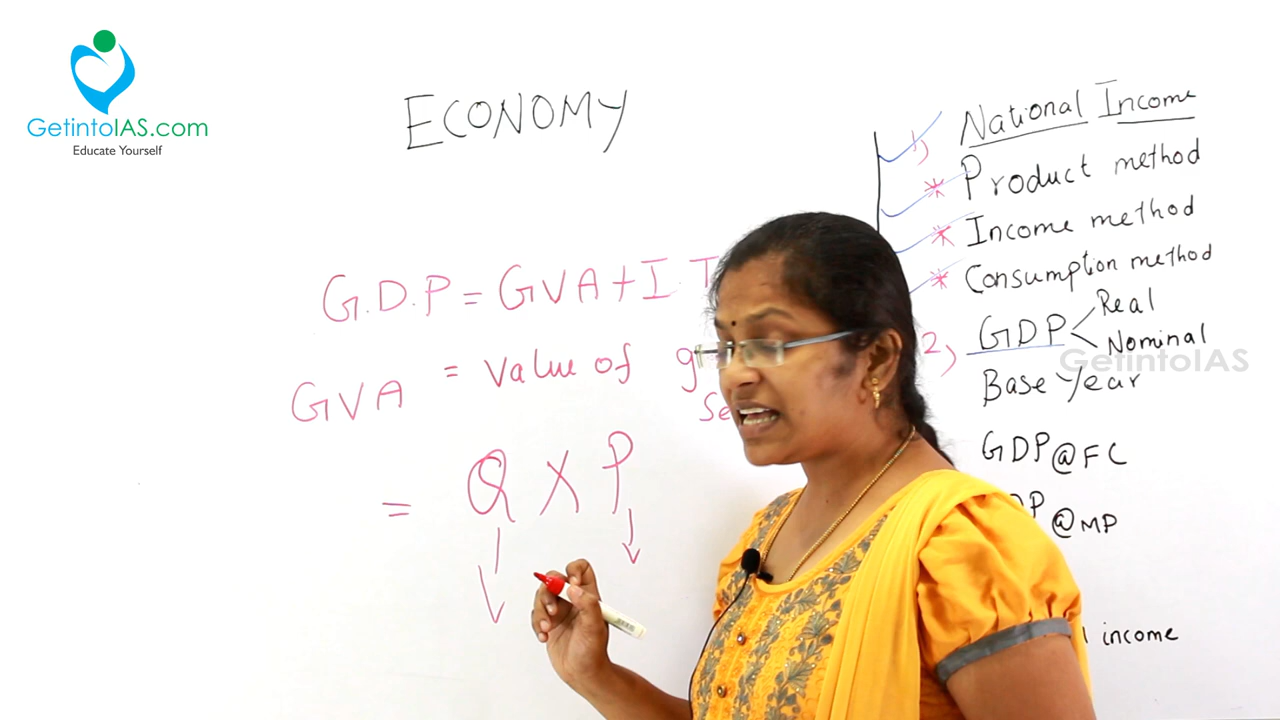 GetintoIAS.com
Educate Yourself
ECONOMY
G.D.P = GVA + I.
GVA = Value of
= Q X P
1) National Income
* Product method
* Income method
* Consumption method
2) GDP Real
Nominal
GetintoIAS
Base Year
GDP @ FC
@ MP
income